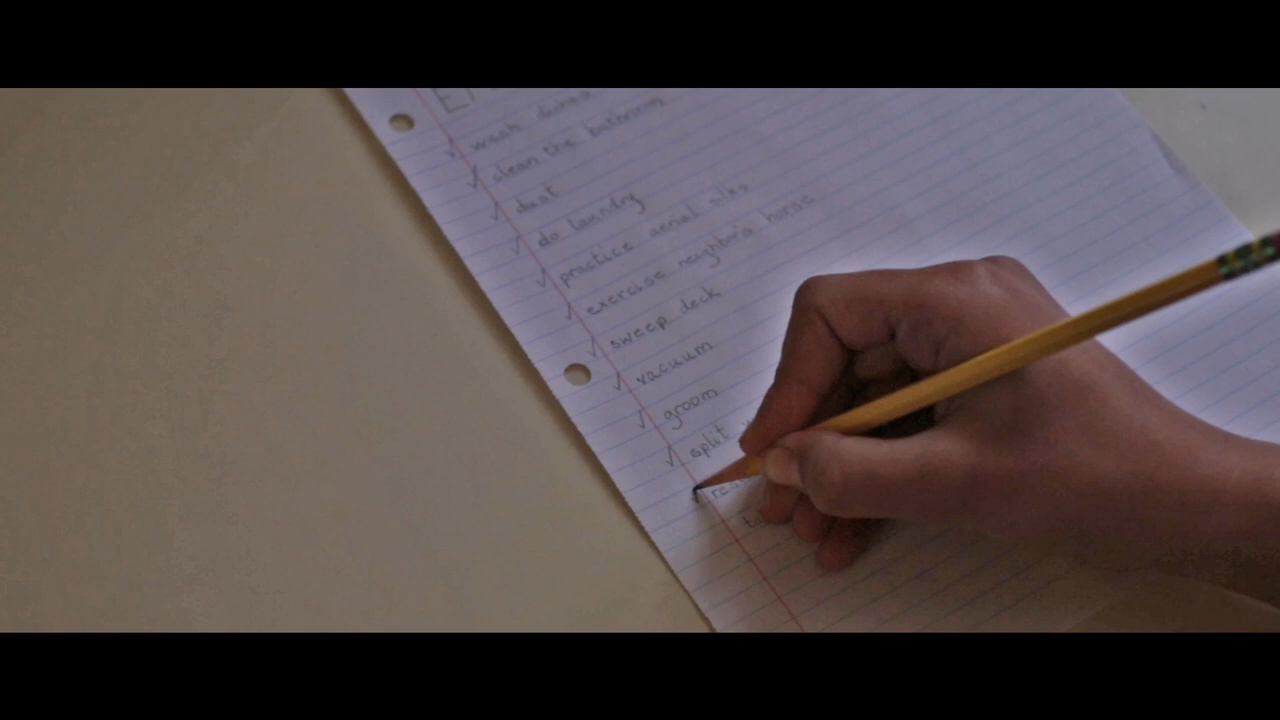 wash dishes
✓ clean the bathroom
✓ dust
✓ do laundry
✓ practice aerial silks
✓ exercise neighbor's horse
✓ sweep deck
✓ vacuum
✓ groom
✓ split